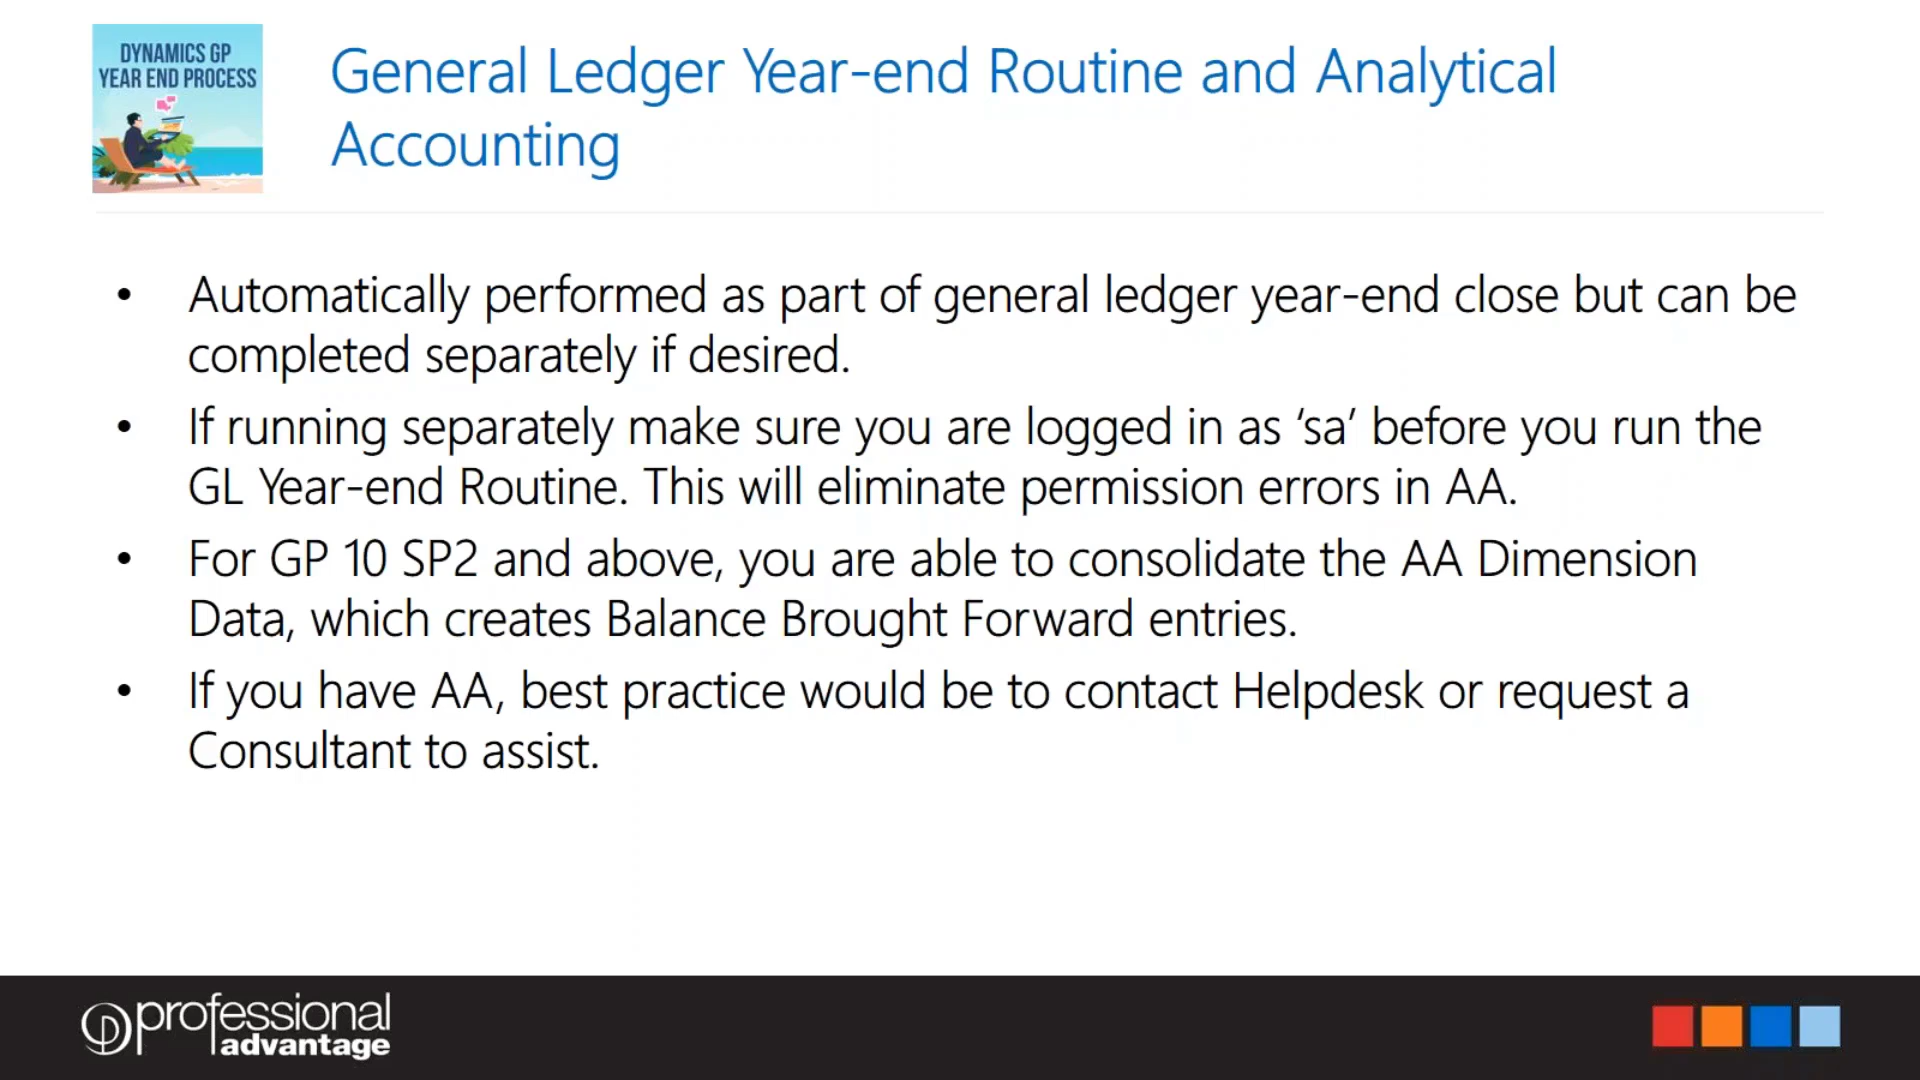 DYNAMICS GP
YEAR END PROCESS
General Ledger Year-end Routine and Analytical
Accounting
• Automatically performed as part of general ledger year-end close but can be
completed separately if desired.
• If running separately make sure you are logged in as ‘sa’ before you run the
GL Year-end Routine. This will eliminate permission errors in AA.
• For GP 10 SP2 and above, you are able to consolidate the AA Dimension
Data, which creates Balance Brought Forward entries.
• If you have AA, best practice would be to contact Helpdesk or request a
Consultant to assist.
professional
advantage